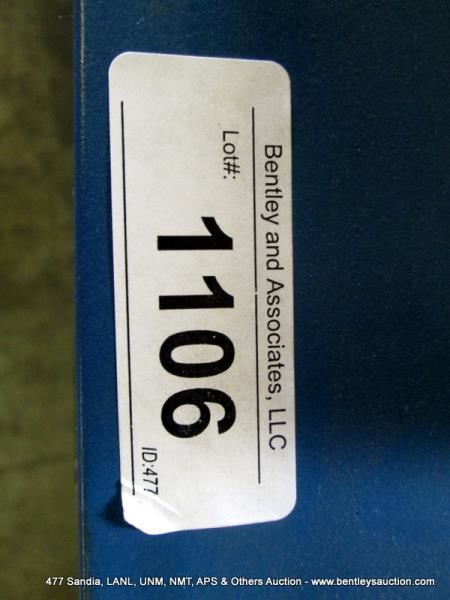 Bentley and Associates, LLC
Lot#:
1106
ID:477
477 Sandia, LANL, UNM, NMT, APS & Others Auction - www.bentleysauction.com